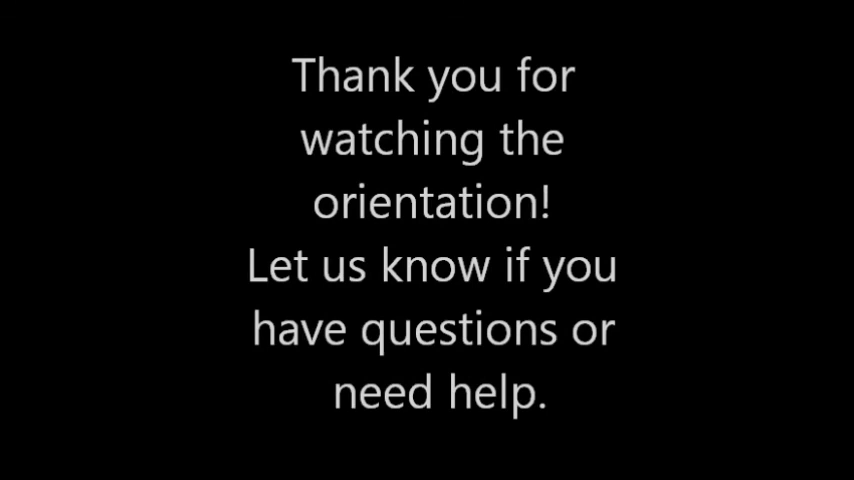 Thank you for
watching the
orientation!
Let us know if you
have questions or
need help.